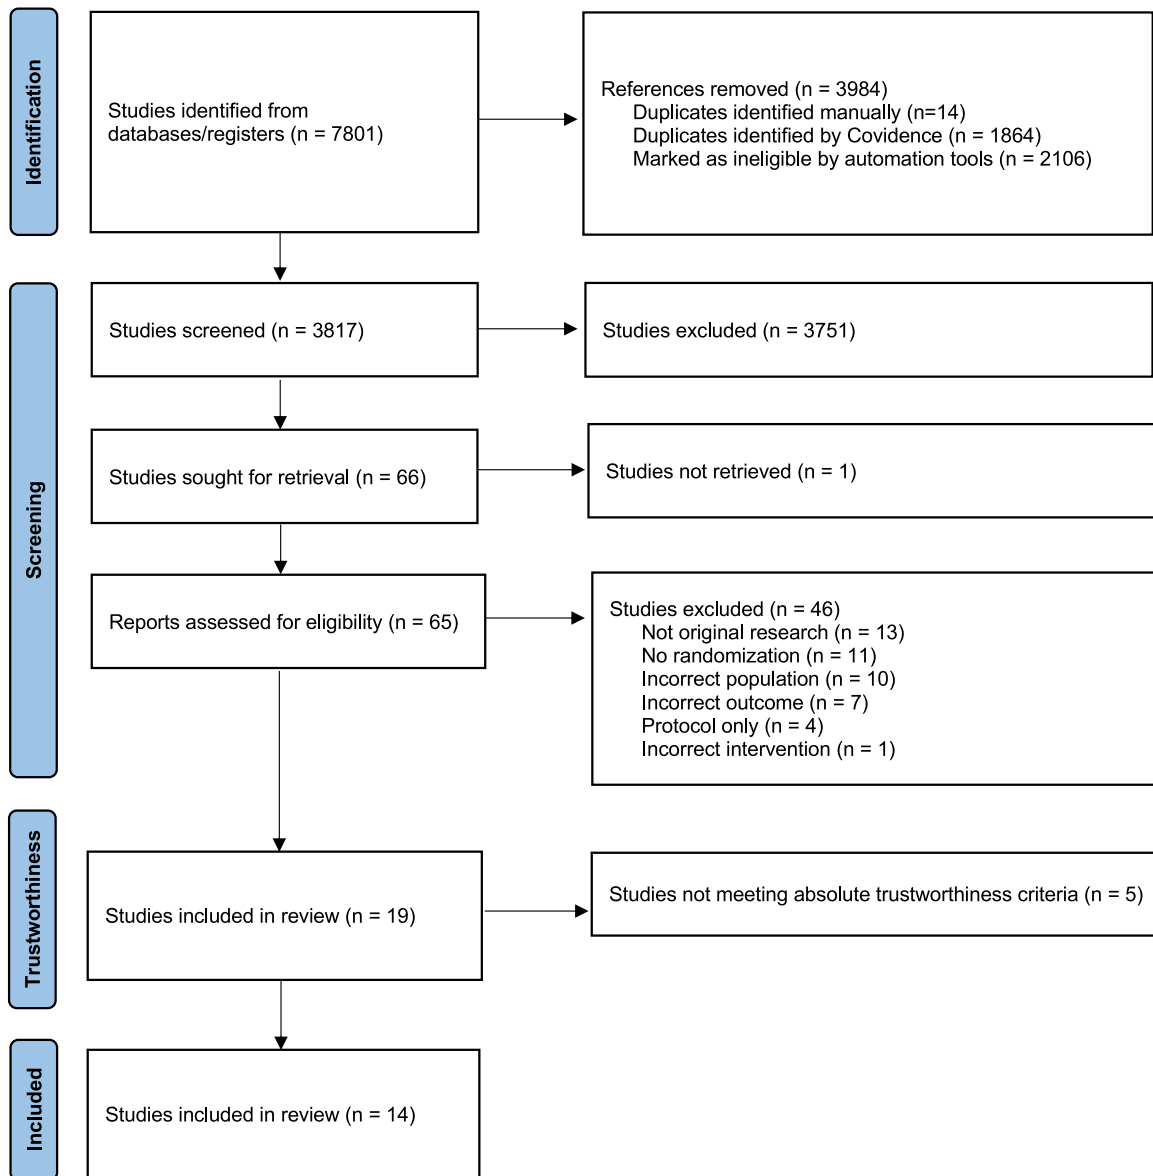 Identification
Studies identified from
databases/registers (n = 7801)
References removed (n = 3984)
Duplicates identified manually (n=14)
Duplicates identified by Covidence (n = 1864)
Marked as ineligible by automation tools (n = 2106)
Screening
Studies screened (n = 3817)
Studies excluded (n = 3751)
Studies sought for retrieval (n = 66)
Studies not retrieved (n = 1)
Reports assessed for eligibility (n = 65)
Studies excluded (n = 46)
Not original research (n = 13)
No randomization (n = 11)
Incorrect population (n = 10)
Incorrect outcome (n = 7)
Protocol only (n = 4)
Incorrect intervention (n = 1)
Trustworthiness
Studies included in review (n = 19)
Studies not meeting absolute trustworthiness criteria (n = 5)
Included
Studies included in review (n = 14)